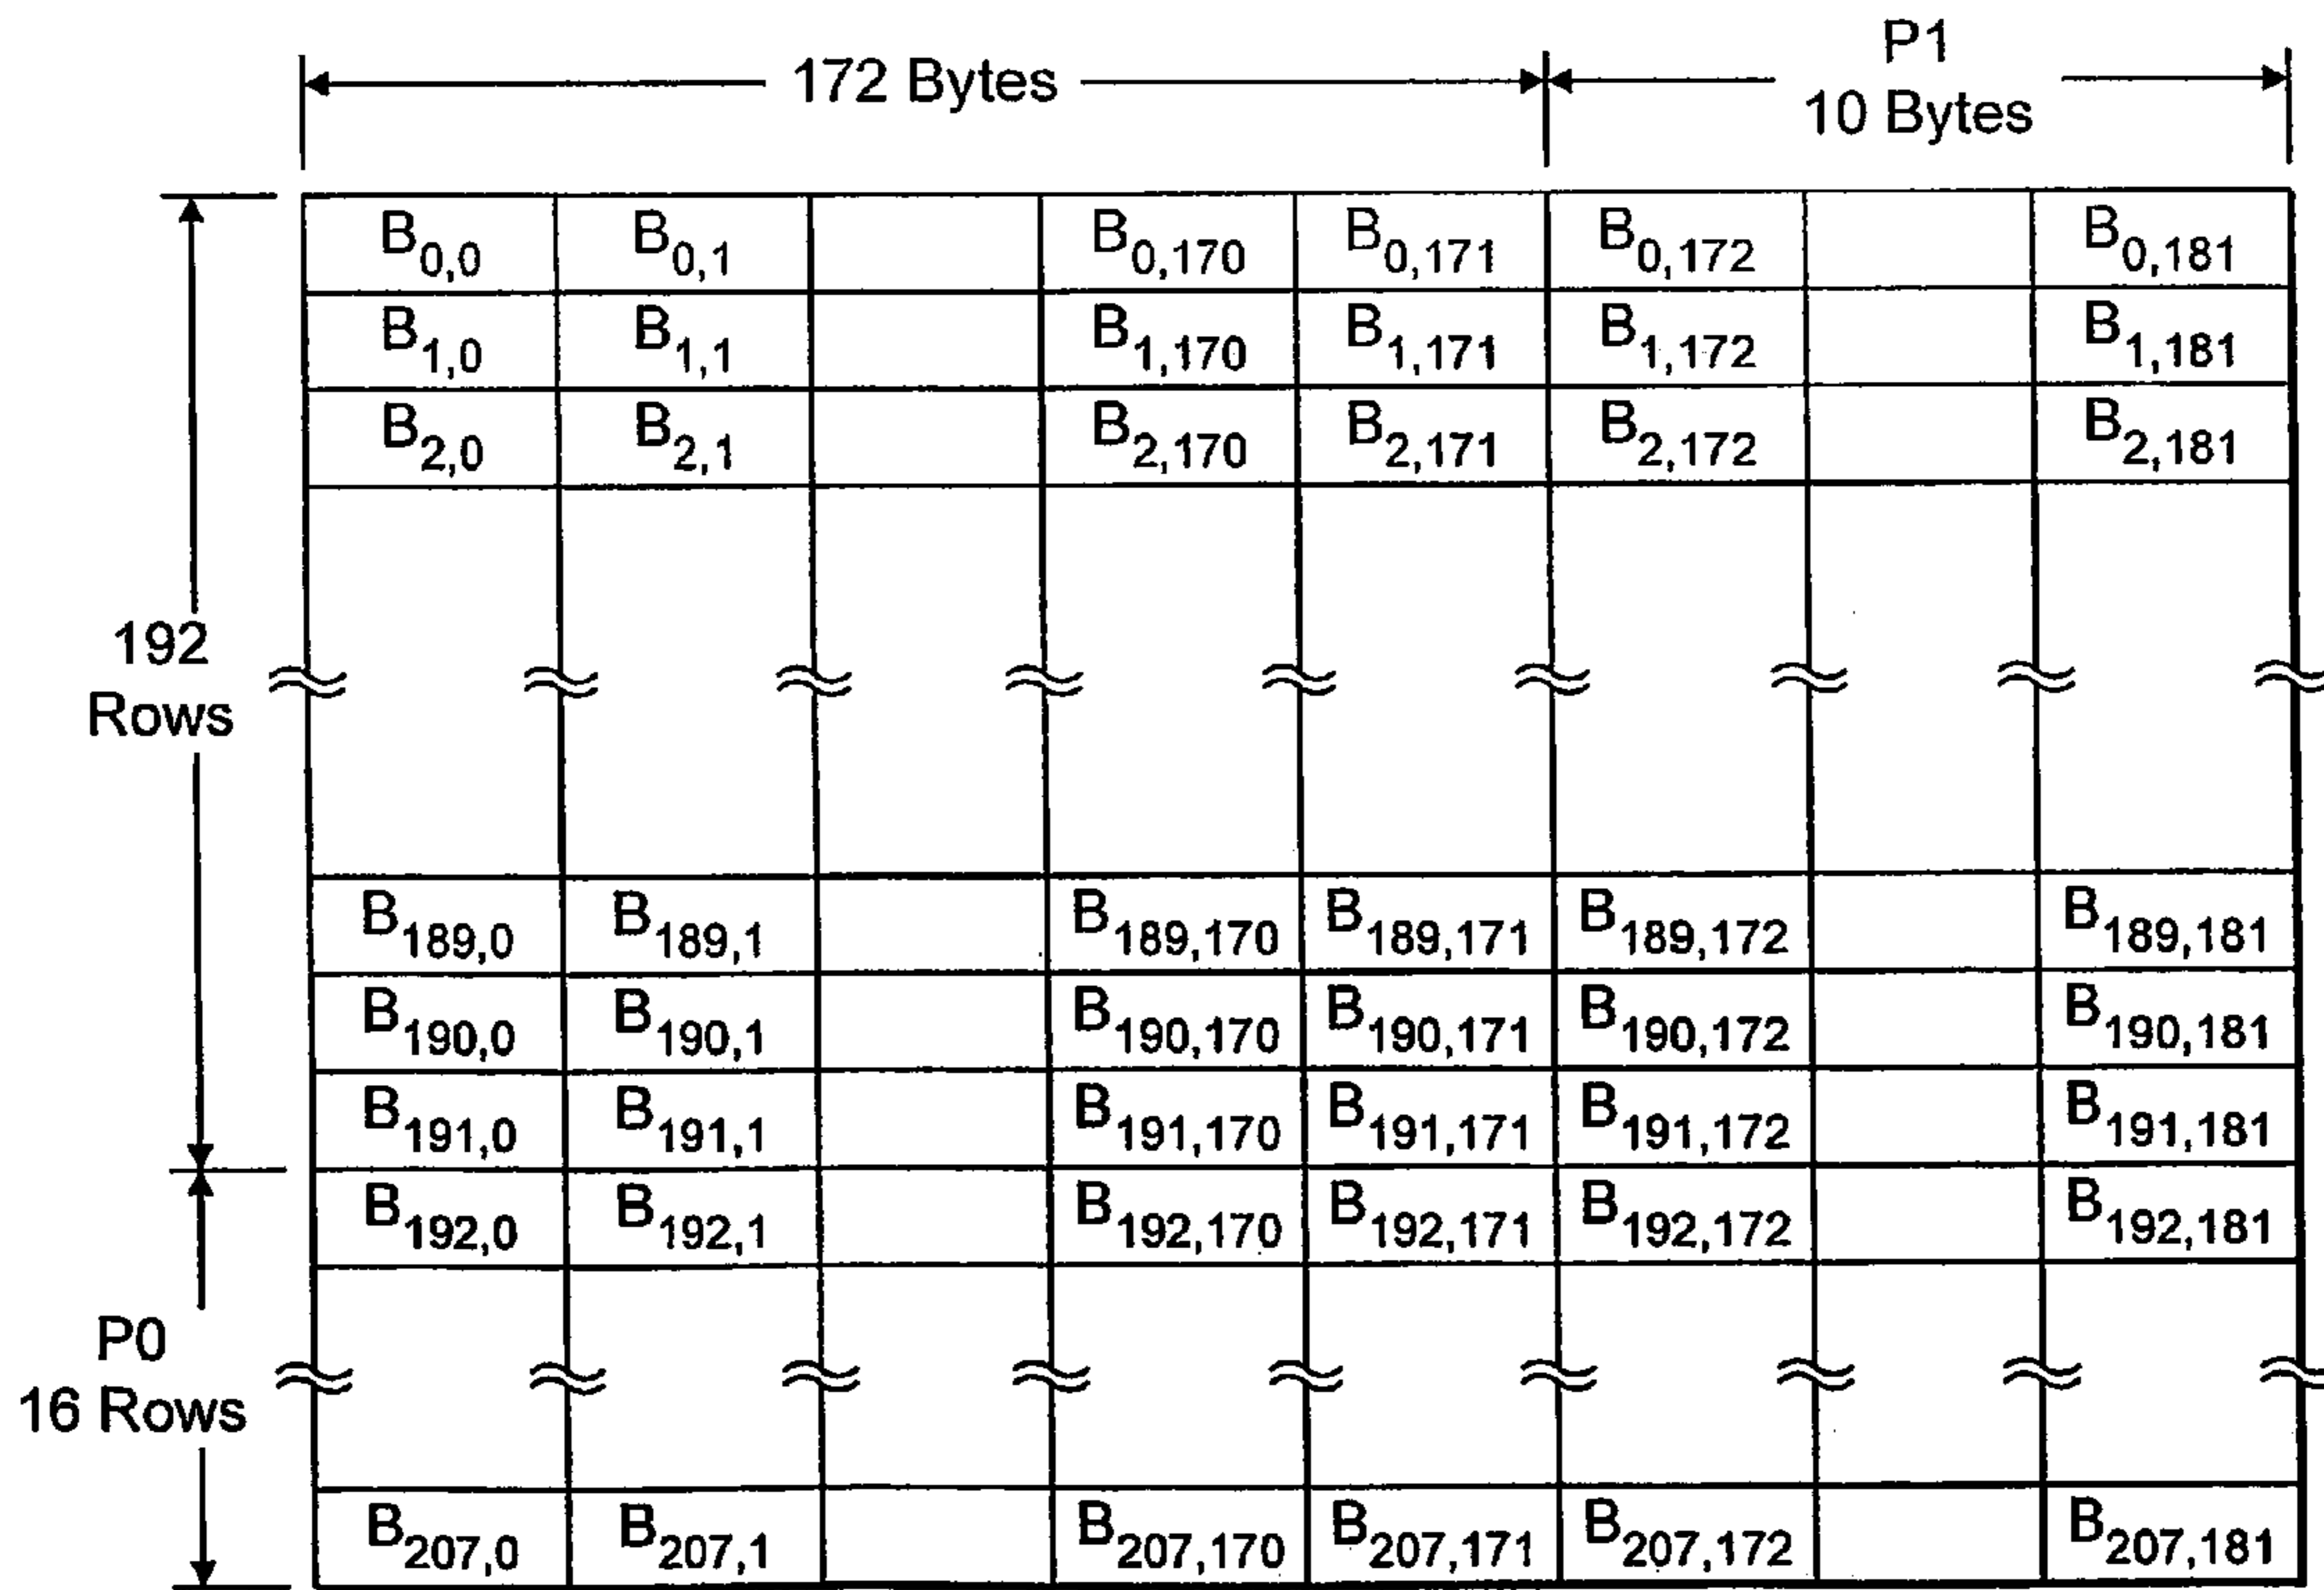 172 Bytes
P1
10 Bytes
B0,0 B0,1 B0,170 B0,171 B0,172 B0,181
B1,0 B1,1 B1,170 B1,171 B1,172 B1,181
B2,0 B2,1 B2,170 B2,171 B2,172 B2,181
192
Rows
B189,0 B189,1 B189,170 B189,171 B189,172 B189,181
B190,0 B190,1 B190,170 B190,171 B190,172 B190,181
B191,0 B191,1 B191,170 B191,171 B191,172 B191,181
B192,0 B192,1 B192,170 B192,171 B192,172 B192,181
P0
16 Rows
B207,0 B207,1 B207,170 B207,171 B207,172 B207,181